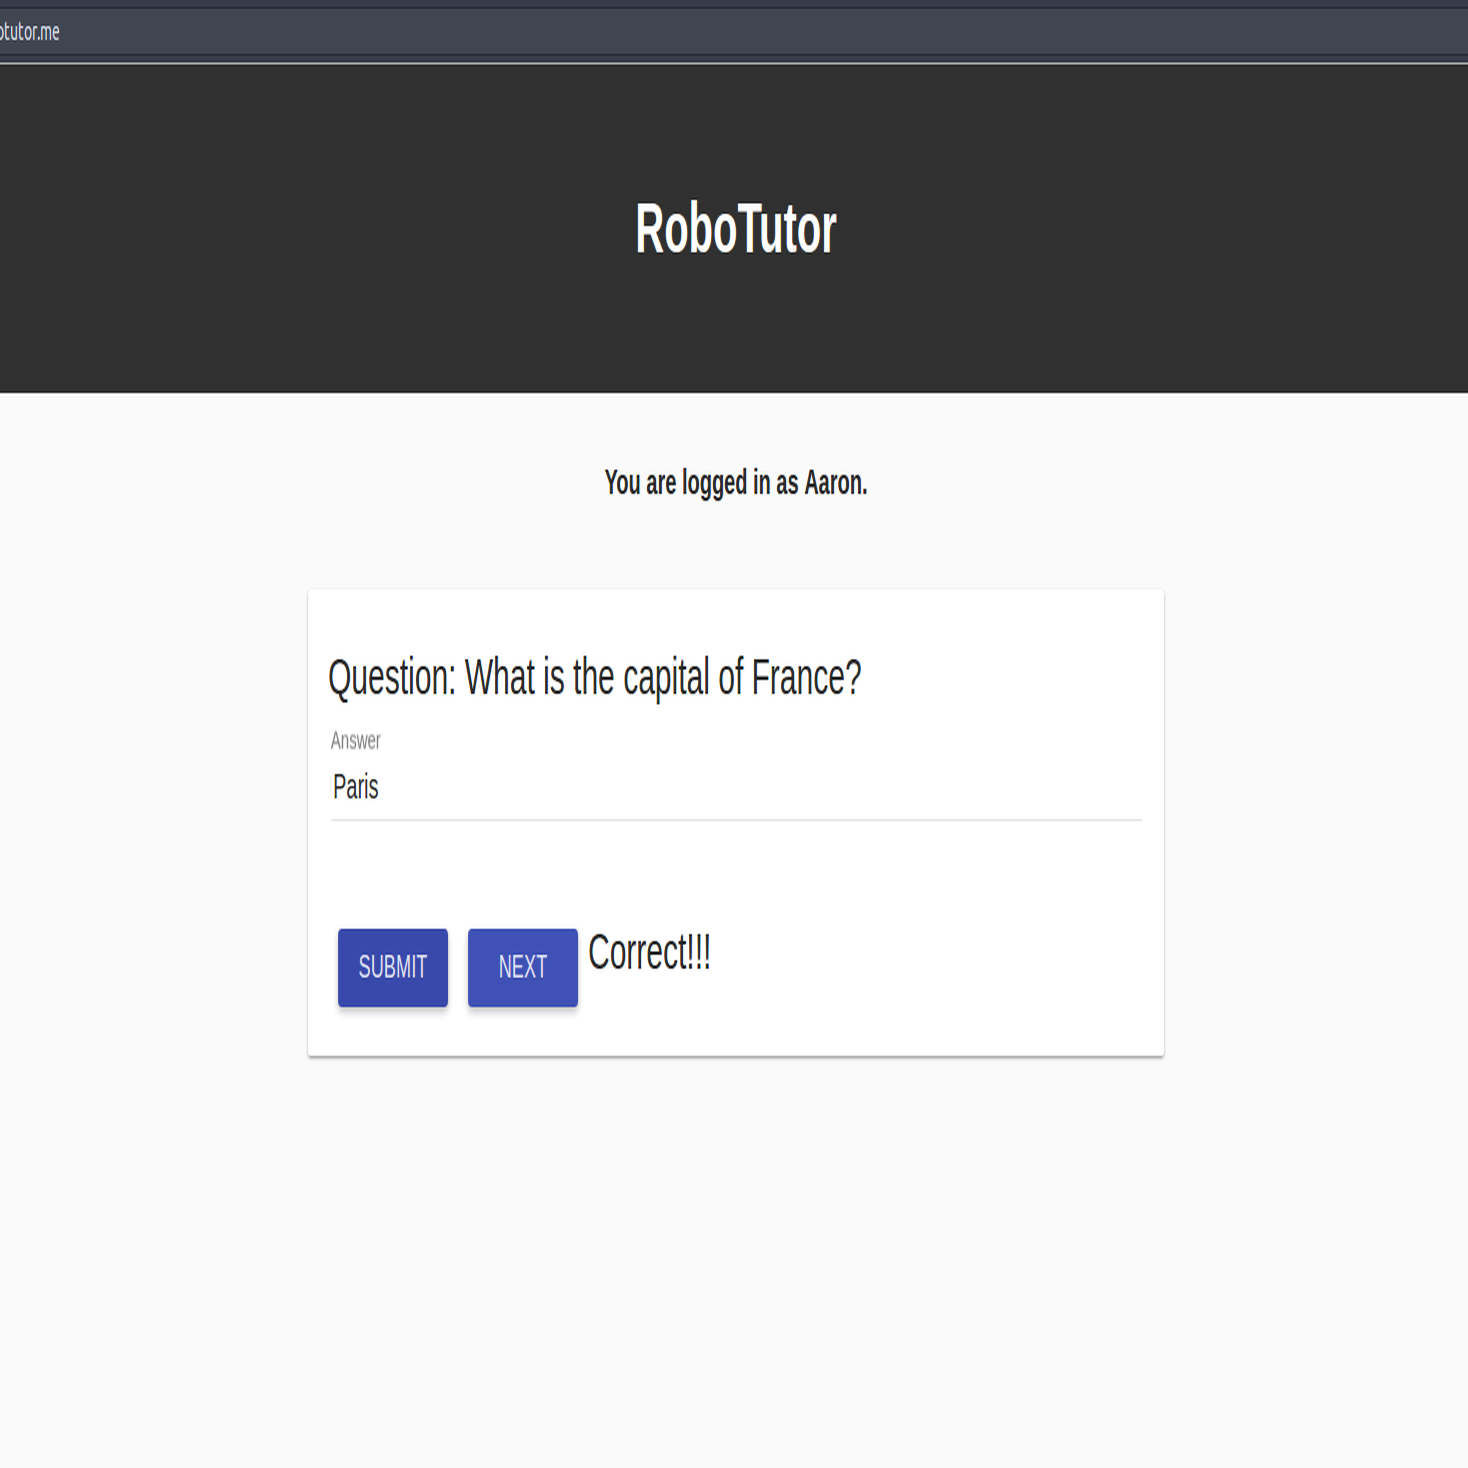 otutor.me
RoboTutor
You are logged in as Aaron.
Question: What is the capital of France?
Answer
Paris
SUBMIT NEXT Correct!!!